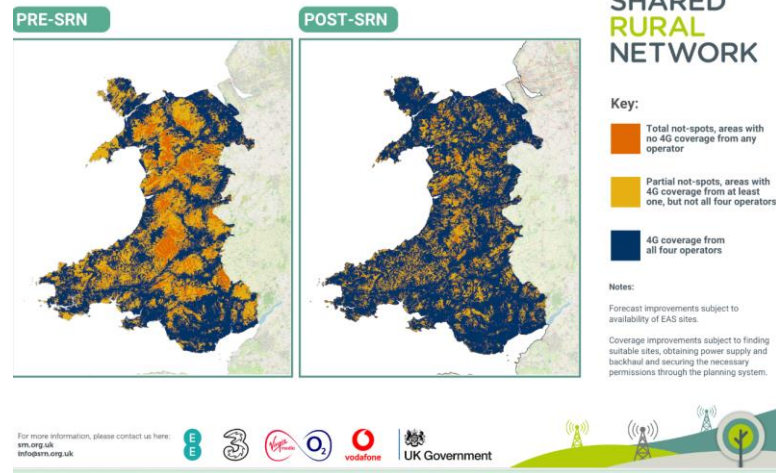 PRE-SRN
POST-SRN
SHARED
RURAL
NETWORK
Key:
Total not-spots, areas with
no 4G coverage from any
operator
Partial not-spots, areas with
4G coverage from at least
one, but not all four operators
4G coverage from
all four operators
Notes:
Forecast improvements subject to
availability of EAS sites.
Coverage improvements subject to finding
suitable sites, obtaining power supply and
backhaul and securing the necessary
permissions through the planning system.
For more information, please contact us here:
srn.org.uk
info@srn.org.uk
E
E
3
Virgin media
O2
vodafone
UK Government